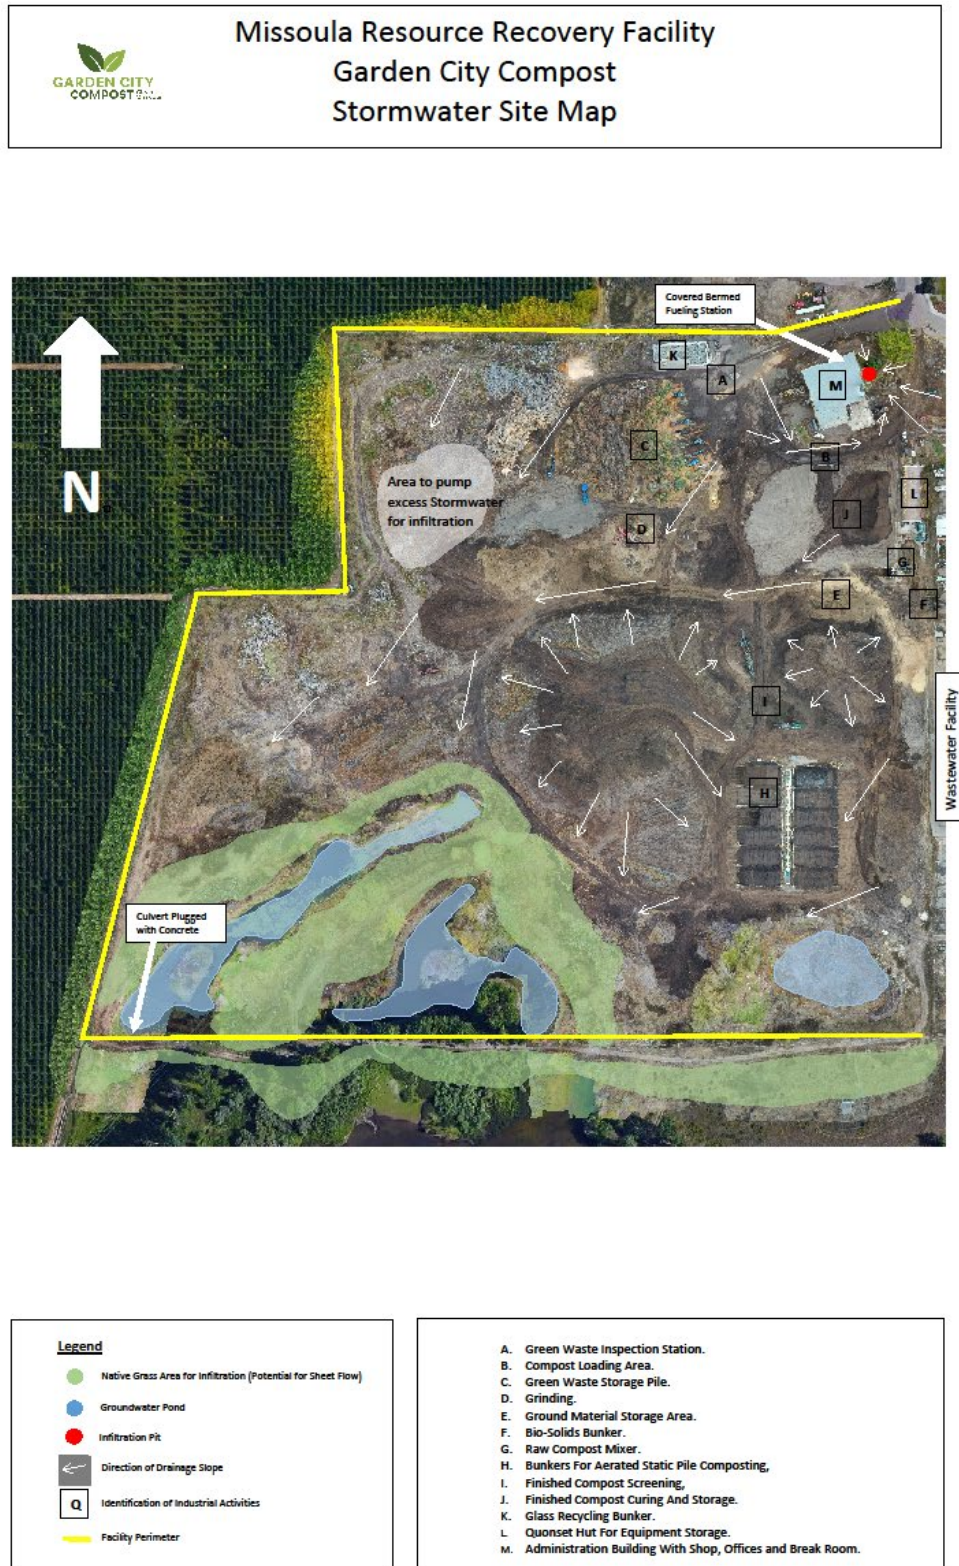 Missoula Resource Recovery Facility
Garden City Compost
Stormwater Site Map
GARDEN CITY
COMPOST
Covered Bermed
Fueling Station
K
A
M
C
B
L
J
D
G
E
F
I
H
N
Area to pump
excess Stormwater
for infiltration
Wastewater Facility
Culvert Plugged
with Concrete
Legend
Native Grass Area for Infiltration (Potential for Sheet Flow)
Groundwater Pond
Infiltration Pit
Direction of Drainage Slope
Q Identification of Industrial Activities
Facility Perimeter
A. Green Waste Inspection Station.
B. Compost Loading Area.
C. Green Waste Storage Pile.
D. Grinding.
E. Ground Material Storage Area.
F. Bio-Solids Bunker.
G. Raw Compost Mixer.
H. Bunkers For Aerated Static Pile Composting,
I. Finished Compost Screening,
J. Finished Compost Curing And Storage.
K. Glass Recycling Bunker.
L Quonset Hut For Equipment Storage.
M. Administration Building With Shop, Offices and Break Room.